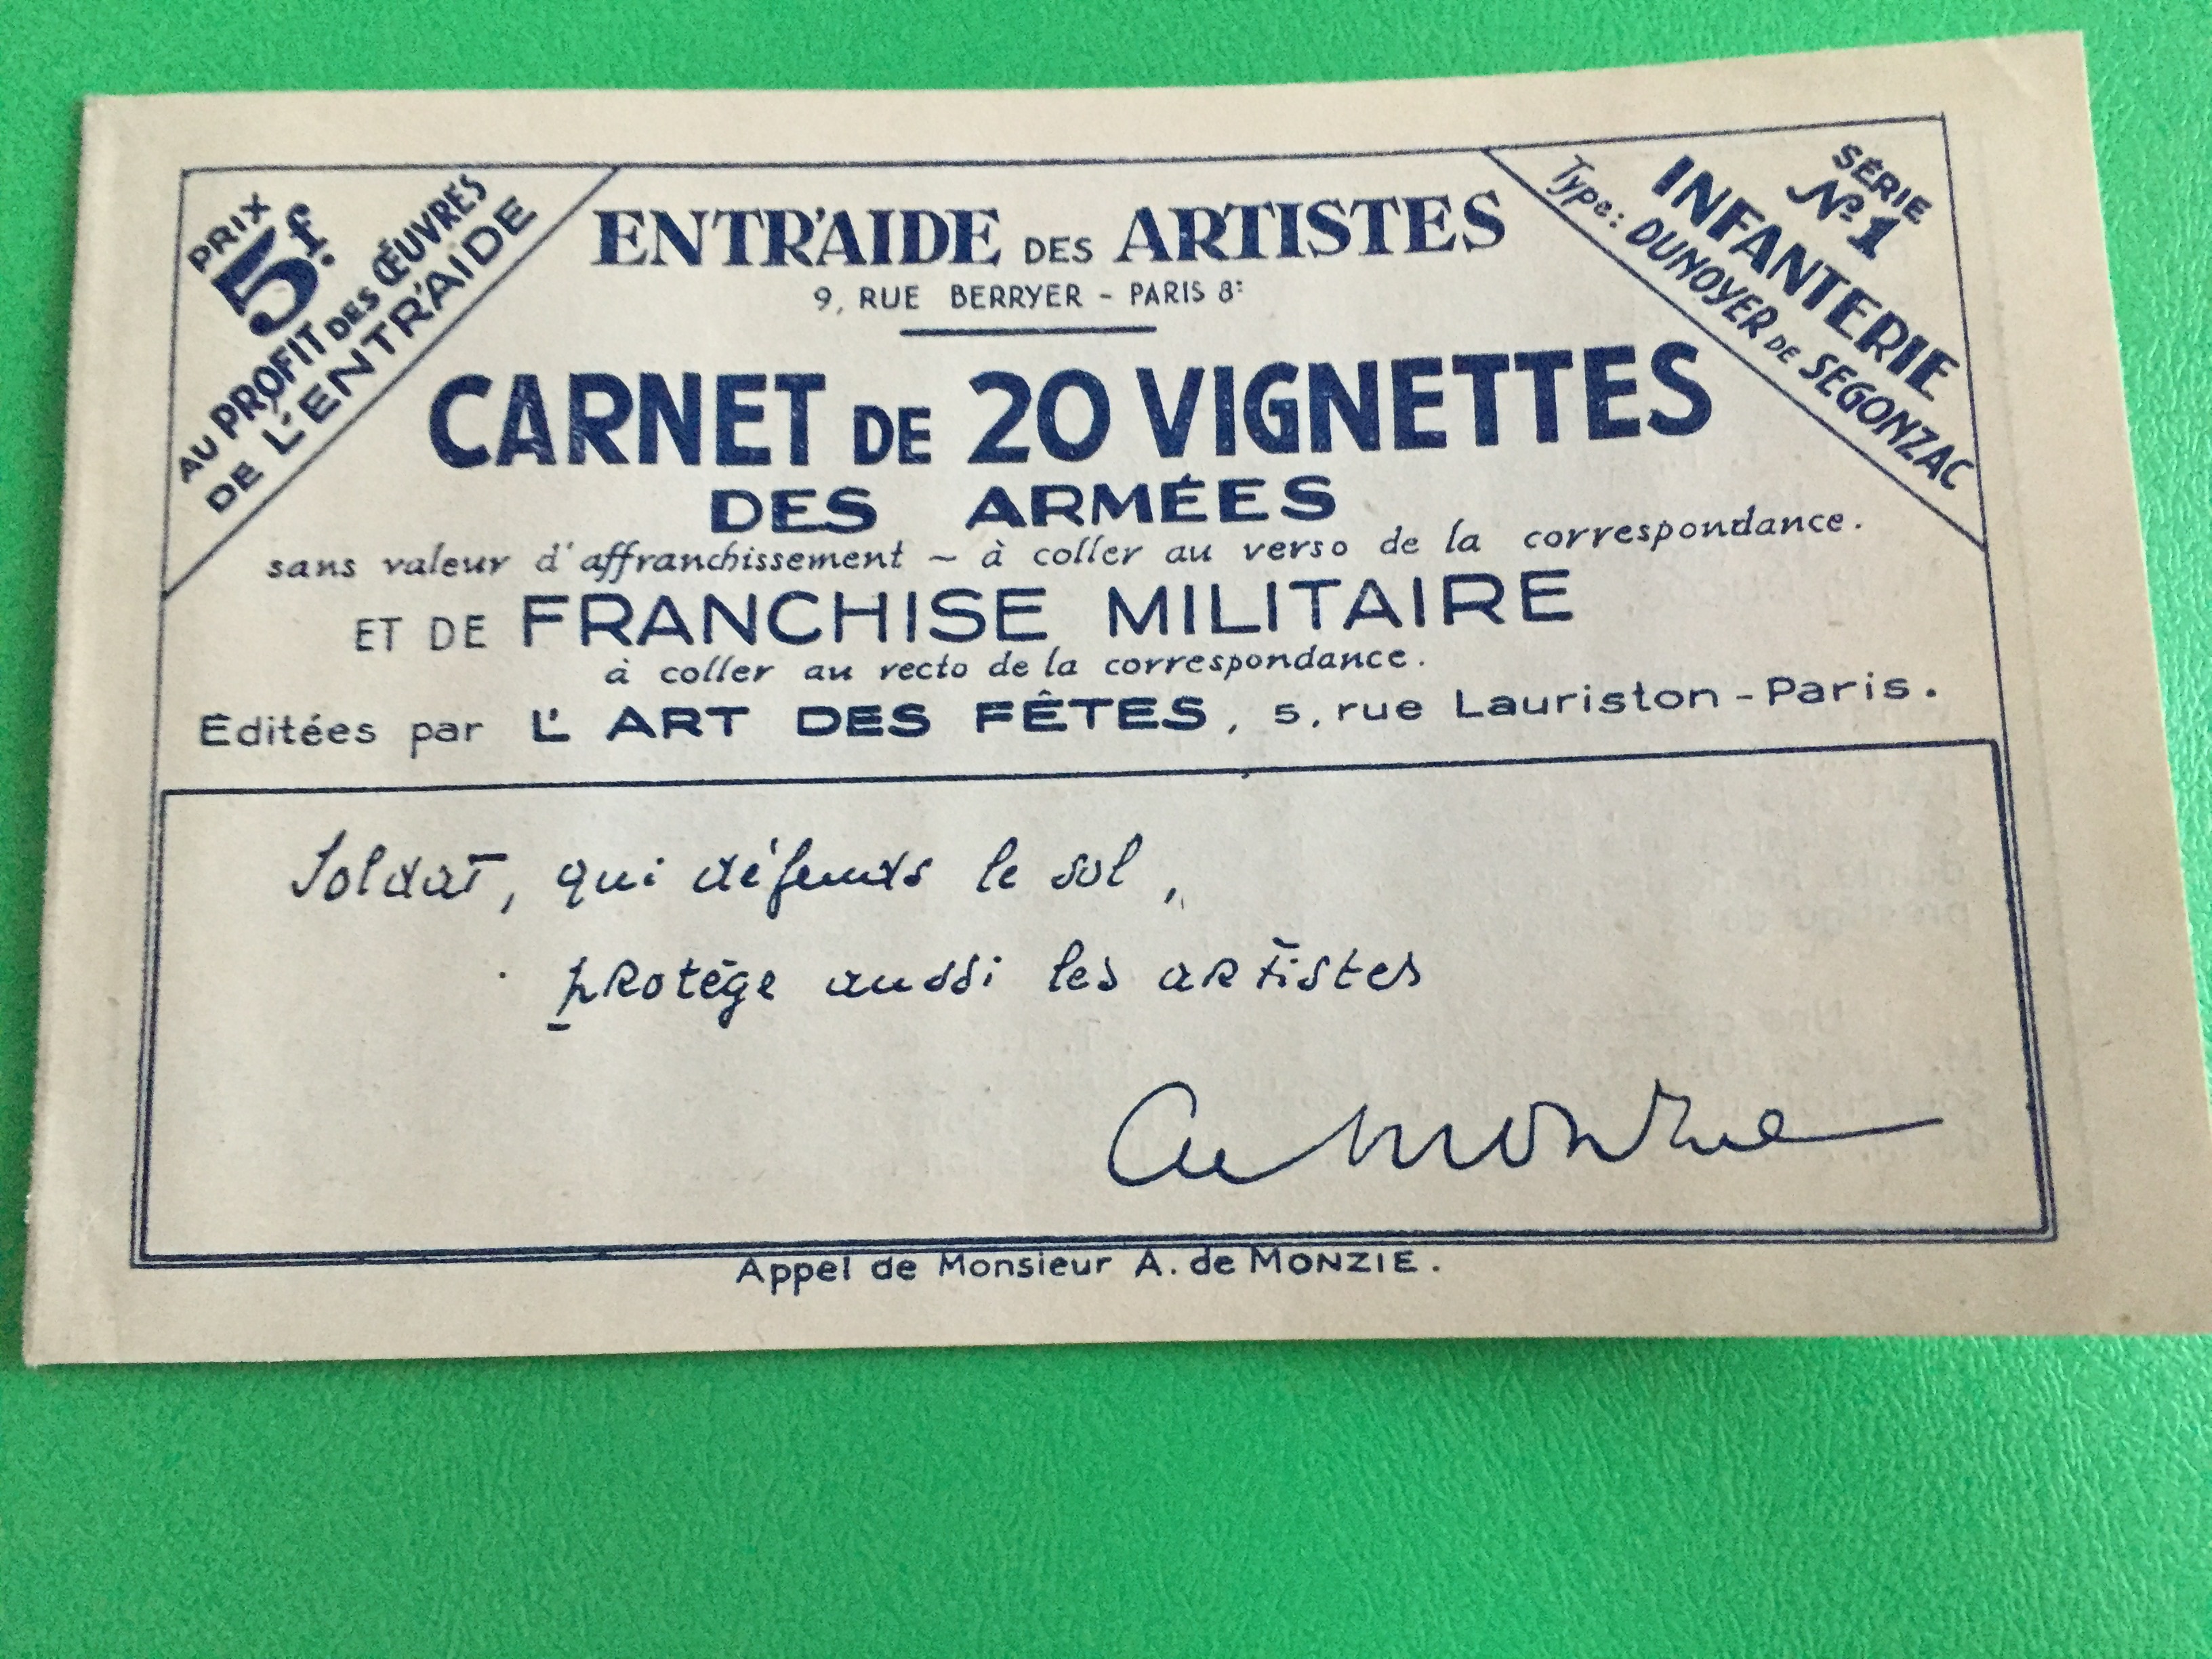 PRIX
5f.
AU PROFIT DES ŒUVRES
DE L'ENTR'AIDE
ENTR'AIDE DES ARTISTES
9, RUE BERRYER - PARIS 8e
SÉRIE
No 1
INFANTERIE
Type: DUNOYER DE SEGONZAC
CARNET DE 20 VIGNETTES
DES ARMÉES
sans valeur d'affranchissement ~ à coller au verso de la correspondance.
ET DE FRANCHISE MILITAIRE
à coller au recto de la correspondance.
Éditées par L'ART DES FÊTES, 5, rue Lauriston - Paris.
Soldat, qui défends le sol,
protège aussi les artistes
de Monzie
Appel de Monsieur A. de MONZIE.